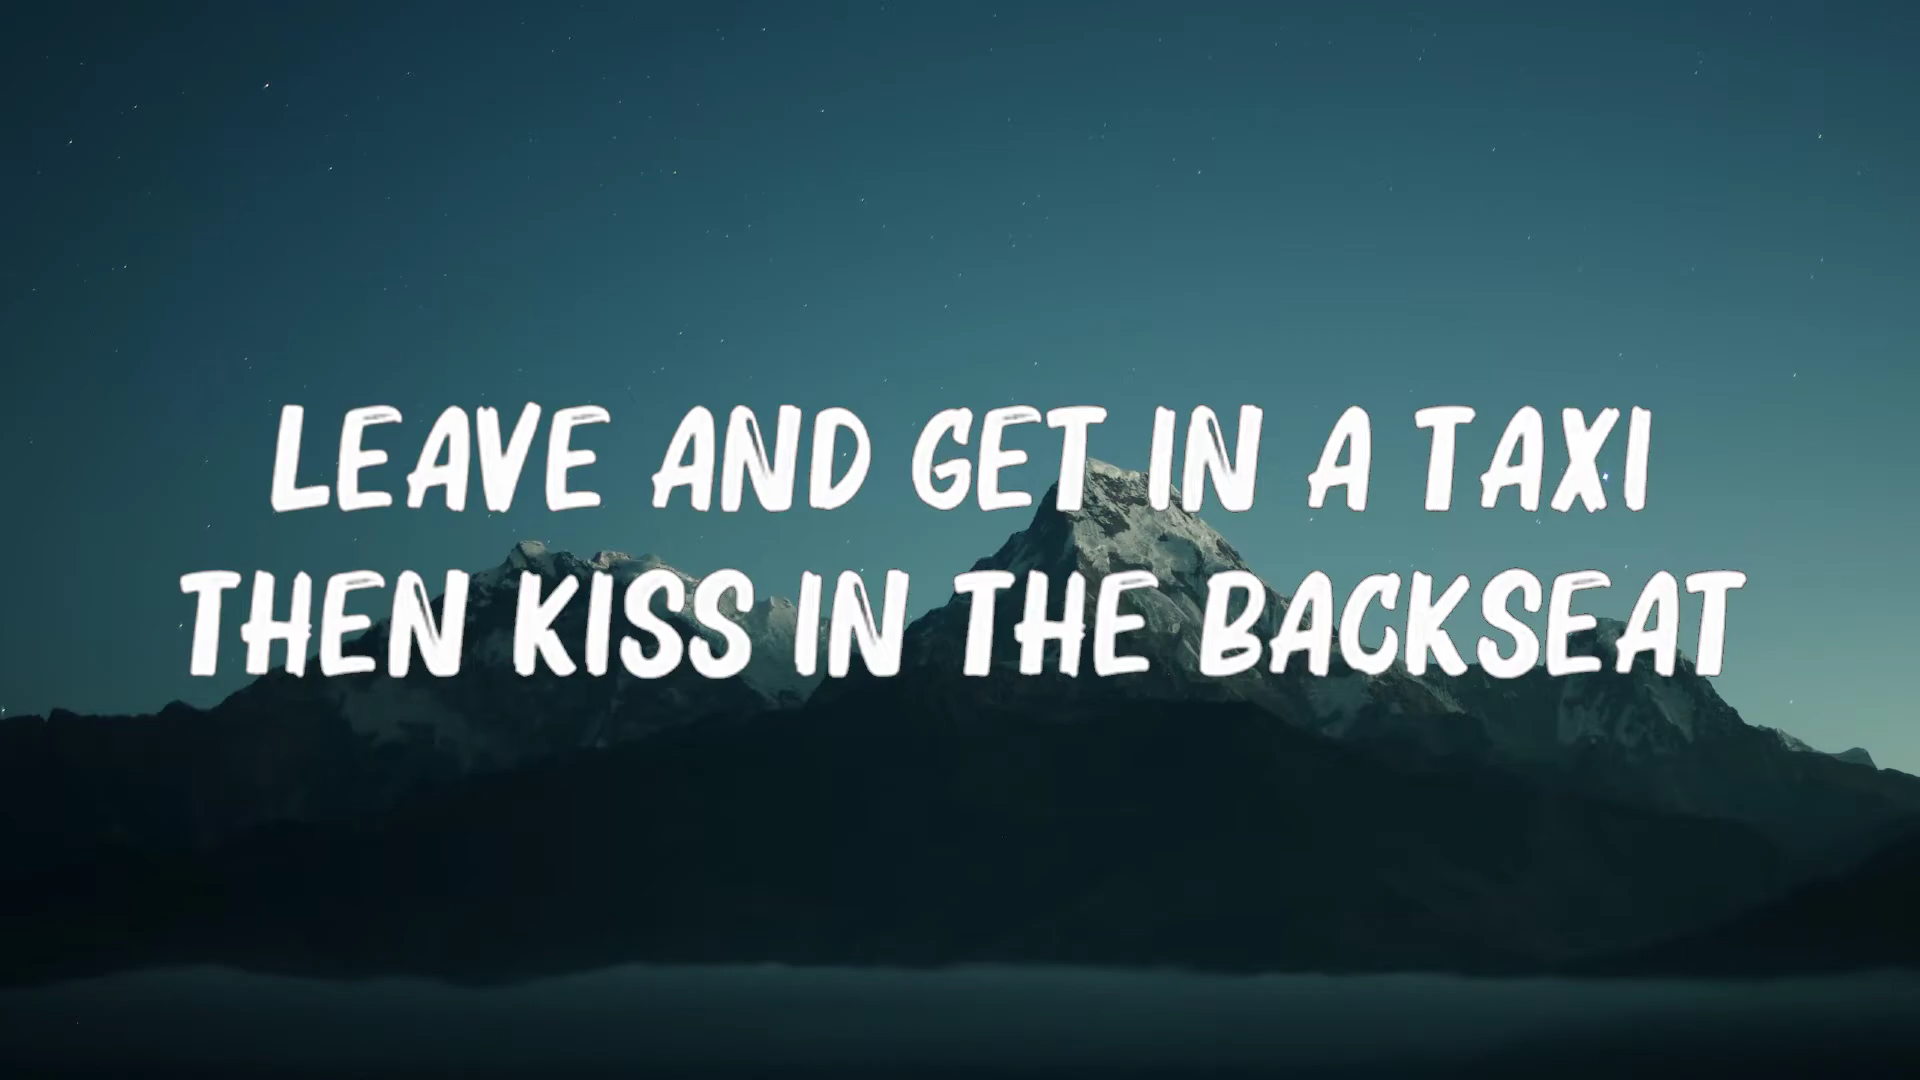 LEAVE AND GET IN A TAXI
THEN KISS IN THE BACKSEAT